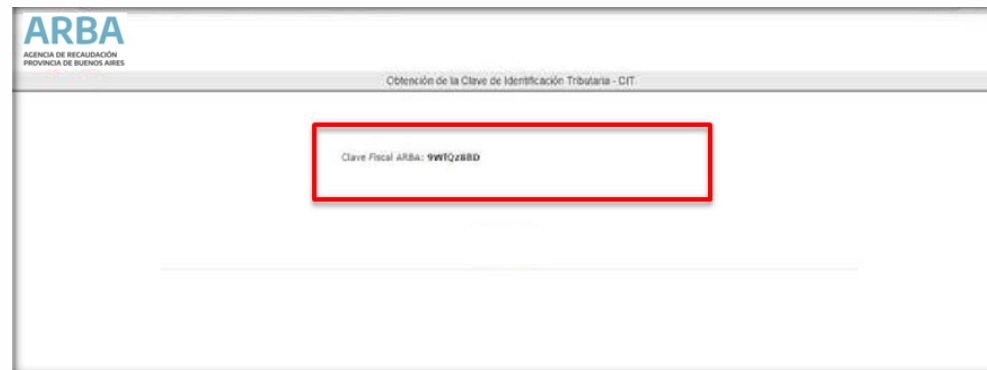 ARBA
AGENCIA DE RECAUDACIÓN
PROVINCIA DE BUENOS AIRES
Obtención de la Clave de Identificación Tributaria - CIT
Clave Fiscal ARBA: